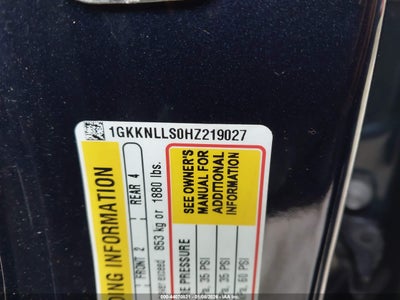 1GKKNLLS0HZ219027
DING INFORMATION
REAR 4
FRONT 2
853 kg or 1880 lbs.
SEE OWNER'S
MANUAL FOR
ADDITIONAL
INFORMATION
E PRESSURE
35 PSI
35 PSI
60 PSI